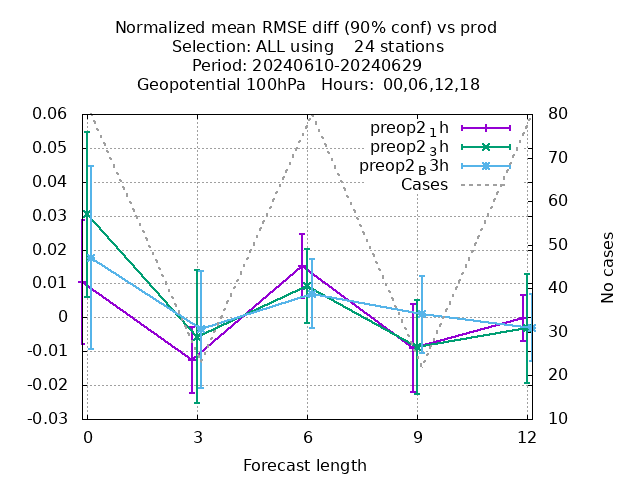 Normalized mean RMSE diff (90% conf) vs prod
Selection: ALL using    24 stations
Period: 20240610-20240629
Geopotential 100hPa   Hours:  00,06,12,18
preop2 1h
preop2 3h
preop2 B3h
Cases
0.06
0.05
0.04
0.03
0.02
0.01
0
-0.01
-0.02
-0.03
80
70
60
50
40
30
20
10
No cases
0 3 6 9 12
Forecast length